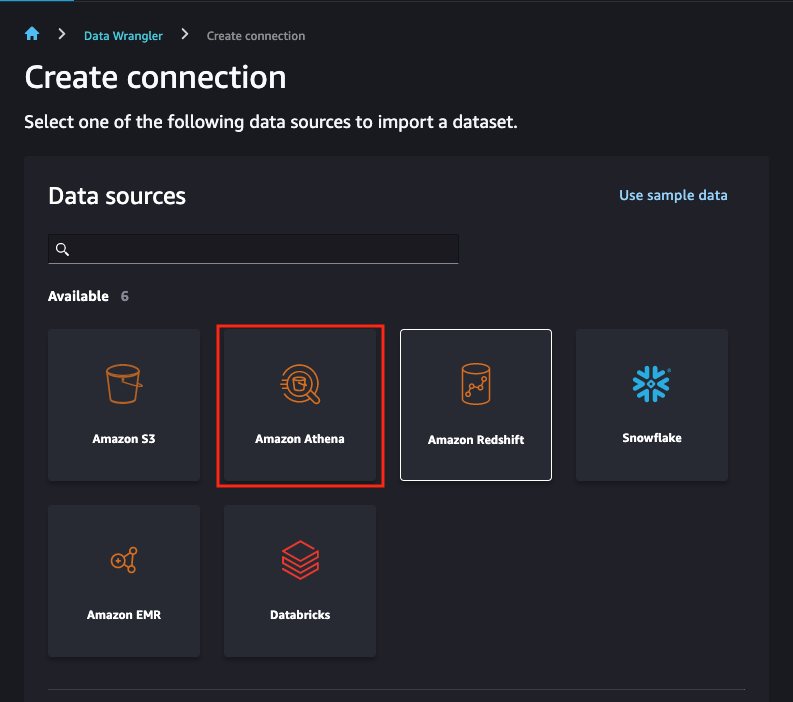 Data Wrangler Create connection
Create connection
Select one of the following data sources to import a dataset.
Data sources Use sample data
Available 6
Amazon S3 Amazon Athena Amazon Redshift Snowflake
Amazon EMR Databricks